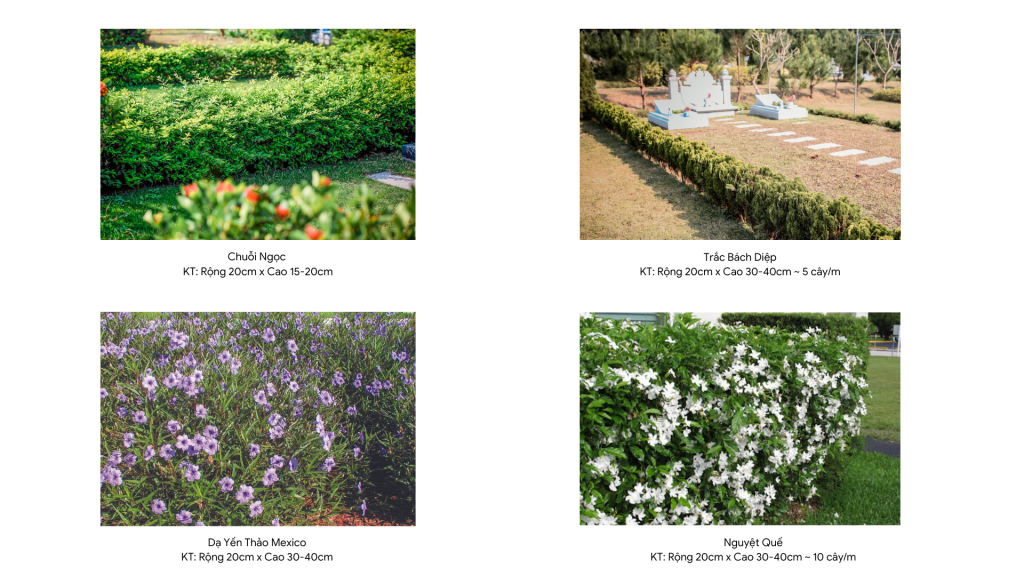 Chuỗi Ngọc
KT: Rộng 20cm x Cao 15-20cm
Trắc Bách Diệp
KT: Rộng 20cm x Cao 30-40cm ~ 5 cây/m
Dạ Yến Thảo Mexico
KT: Rộng 20cm x Cao 30-40cm
Nguyệt Quế
KT: Rộng 20cm x Cao 30-40cm ~ 10 cây/m